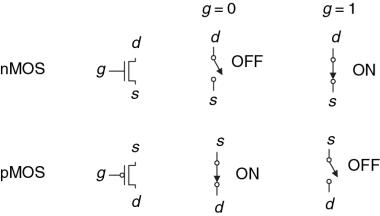 g = 0 g = 1
d d d
nMOS g OFF ON
s s s
s s s
pMOS g ON OFF
d d d